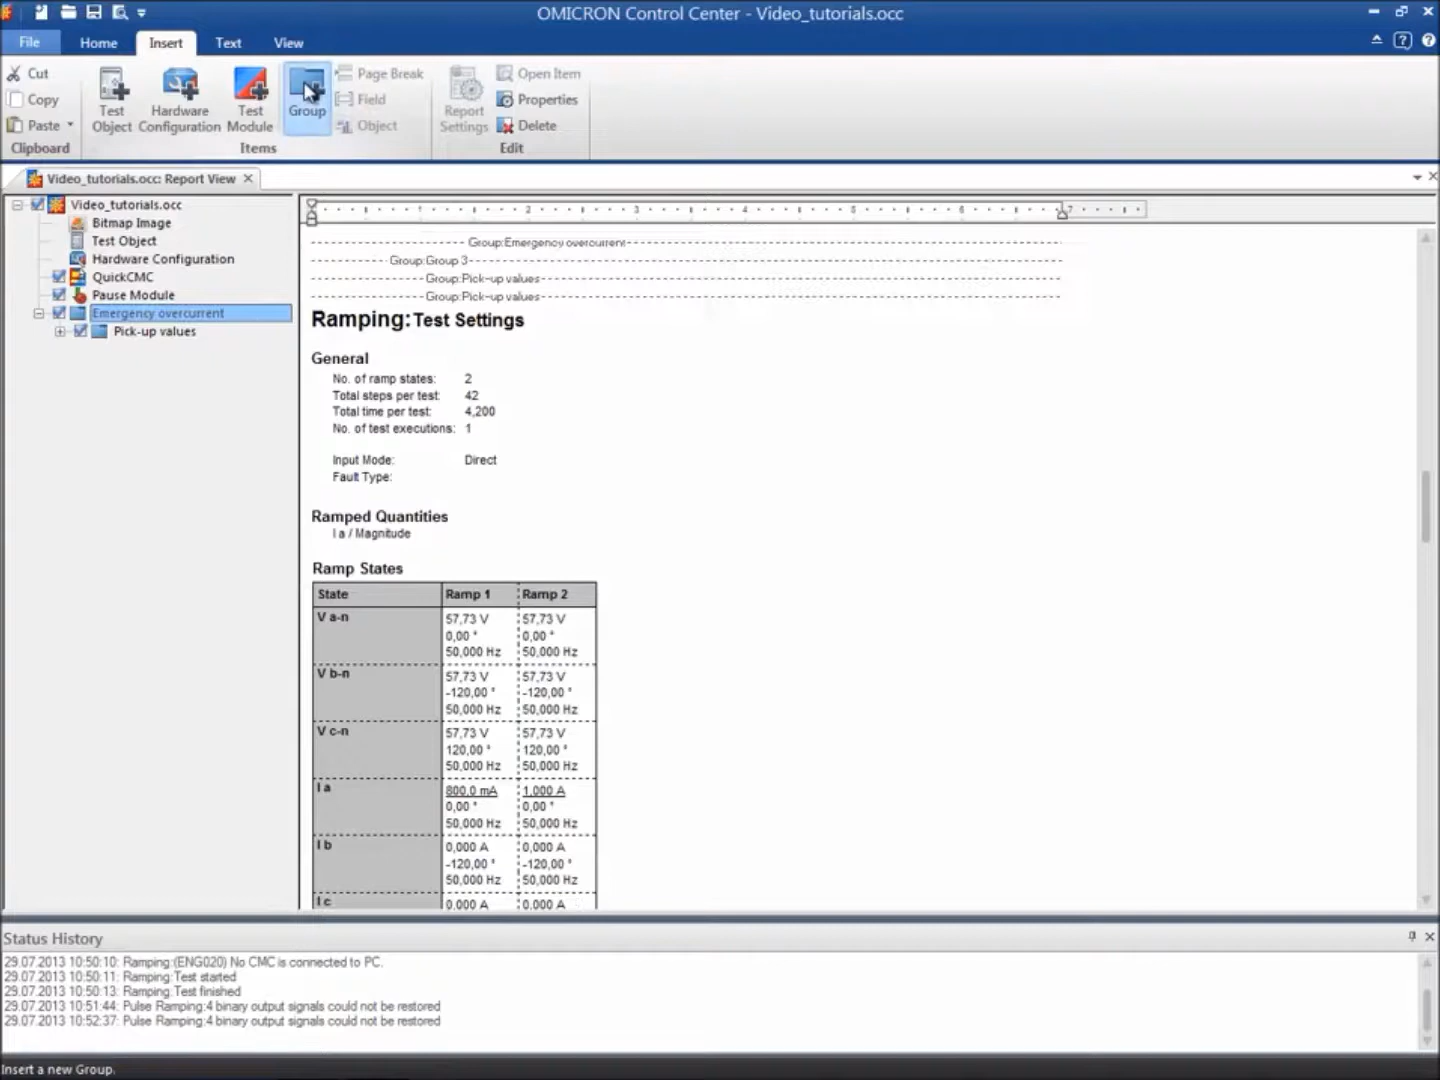 OMICRON Control Center - Video_tutorials.occ
File Home Insert Text View
Cut
Copy
Paste
Clipboard
Test Object
Hardware Configuration
Test Module
Group
Page Break
Field
Object
Items
Report Settings
Open Item
Properties
Delete
Edit
Video_tutorials.occ: Report View
Video_tutorials.occ
Bitmap Image
Test Object
Hardware Configuration
QuickCMC
Pause Module
Emergency overcurrent
Pick-up values
1 2 3 4 5 6 7
Group:Emergency overcurrent
Group:Group 3
Group:Pick-up values
Group:Pick-up values
Ramping: Test Settings
General
No. of ramp states: 2
Total steps per test: 42
Total time per test: 4,200
No. of test executions: 1
Input Mode: Direct
Fault Type:
Ramped Quantities
I a / Magnitude
Ramp States
State Ramp 1 Ramp 2
V a-n 57,73 V 57,73 V
0,00 ° 0,00 °
50,000 Hz 50,000 Hz
V b-n 57,73 V 57,73 V
-120,00 ° -120,00 °
50,000 Hz 50,000 Hz
V c-n 57,73 V 57,73 V
120,00 ° 120,00 °
50,000 Hz 50,000 Hz
I a 800,0 mA 1,000 A
0,00 ° 0,00 °
50,000 Hz 50,000 Hz
I b 0,000 A 0,000 A
-120,00 ° -120,00 °
50,000 Hz 50,000 Hz
I c 0,000 A 0,000 A
Status History
29.07.2013 10:50:10: Ramping:(ENG020) No CMC is connected to PC.
29.07.2013 10:50:11: Ramping:Test started
29.07.2013 10:50:13: Ramping:Test finished
29.07.2013 10:51:44: Pulse Ramping:4 binary output signals could not be restored
29.07.2013 10:52:37: Pulse Ramping:4 binary output signals could not be restored
Insert a new Group.